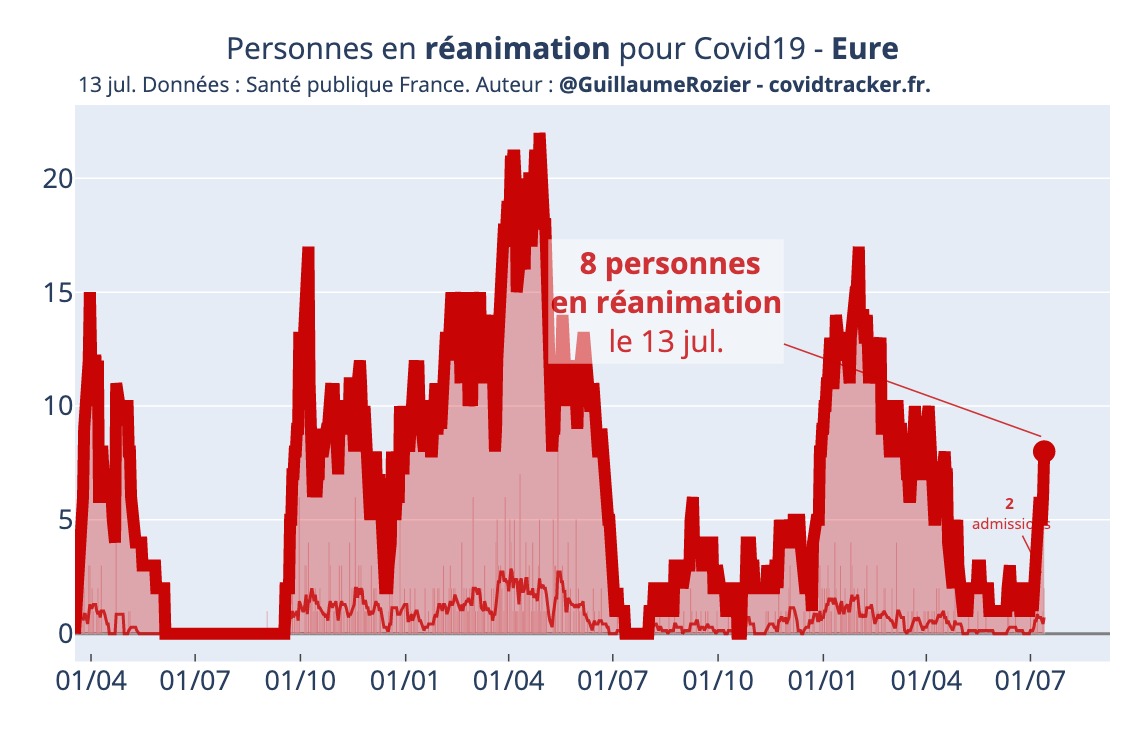 Personnes en réanimation pour Covid19 - Eure
13 jul. Données : Santé publique France. Auteur : @GuillaumeRozier - covidtracker.fr.
20
15
10
5
0
8 personnes
en réanimation
le 13 jul.
2
admissions
01/04 01/07 01/10 01/01 01/04 01/07 01/10 01/01 01/04 01/07